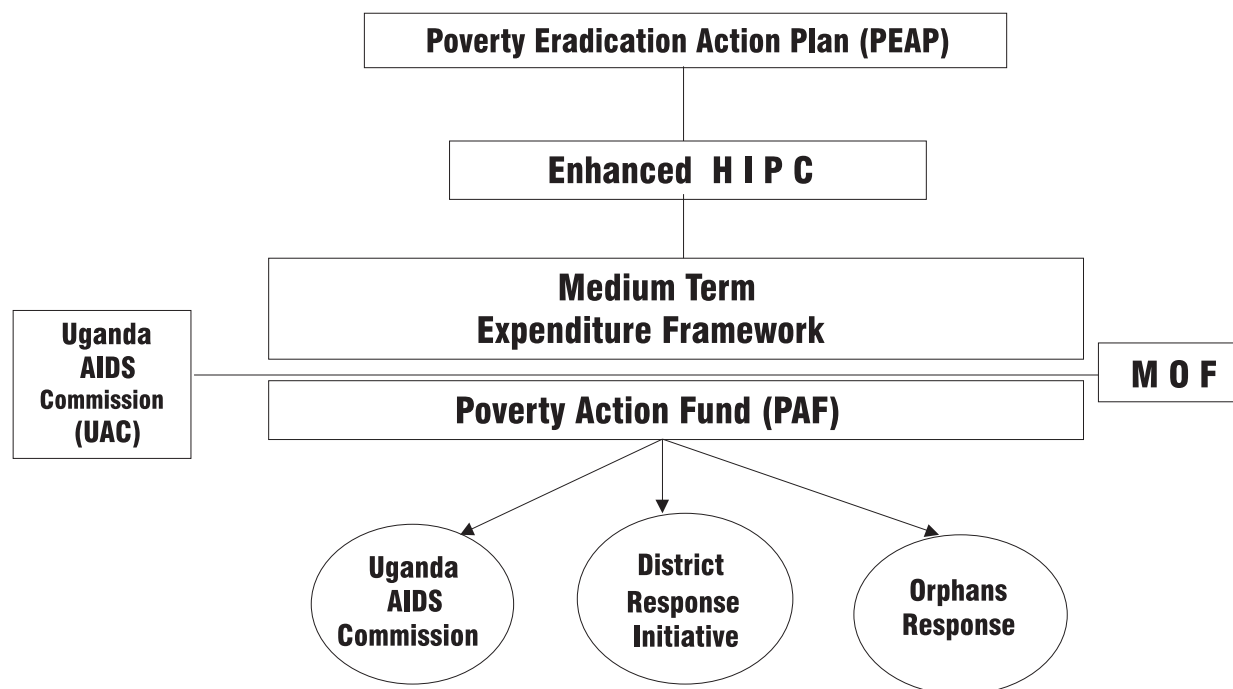 Poverty Eradication Action Plan (PEAP)
Enhanced H I P C
Medium Term
Expenditure Framework
Uganda
AIDS
Commission
(UAC)
M O F
Poverty Action Fund (PAF)
Uganda
AIDS
Commission
District
Response
Initiative
Orphans
Response